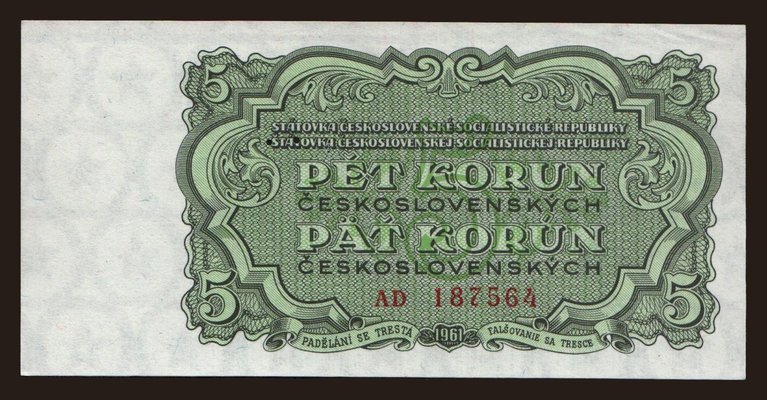 5 5
STÁTOVKA ČESKOSLOVENSKÉ SOCIALISTICKÉ REPUBLIKY
ŠTÁTOVKA ČESKOSLOVENSKEJ SOCIALISTICKEJ REPUBLIKY
PĚT KORUN
ČESKOSLOVENSKÝCH
PÄŤ KORÚN
ČESKOSLOVENSKÝCH
5 AD 187564 5
PADĚLÁNÍ SE TRESTÁ 1961 FALŠOVANIE SA TRESCE